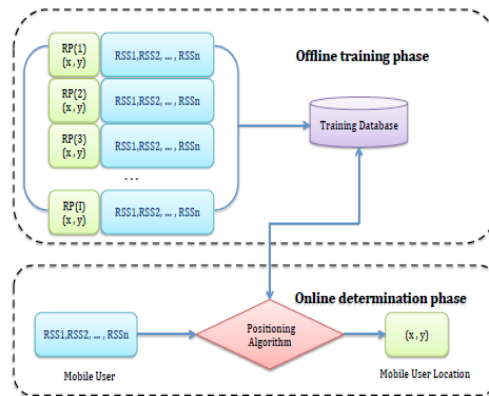 RP(1)
(x , y)
RSS1,RSS2, ... , RSSn
Offline training phase
RP(2)
(x , y)
RSS1,RSS2, ... , RSSn
Training Database
RP(3)
(x , y)
RSS1,RSS2, ... , RSSn
...
RP(I)
(x , y)
RSS1,RSS2, ... , RSSn
Online determination phase
RSS1,RSS2, ... , RSSn
Positioning
Algorithm
(x , y)
Mobile User
Mobile User Location